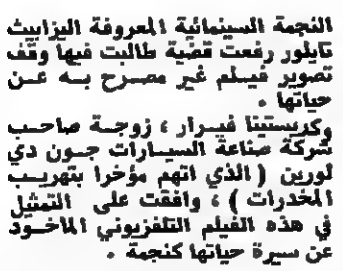 النجمة السينمائية المعروفة اليزابيث
تايلور رفعت قضية طالبت فيها وقف
تصوير فيلم غير مصرح به عن
حياتها .
وكريستينا فيرار ، زوجة صاحب
شركة صناعة السيارات جون دي
لورين ( الذي اتهم مؤخرا بتهريب
المخدرات ) ، وافقت على التمثيل
في هذه الفيلم التلفزيوني الماخوذ
عن سيرة حياتها كنجمة .